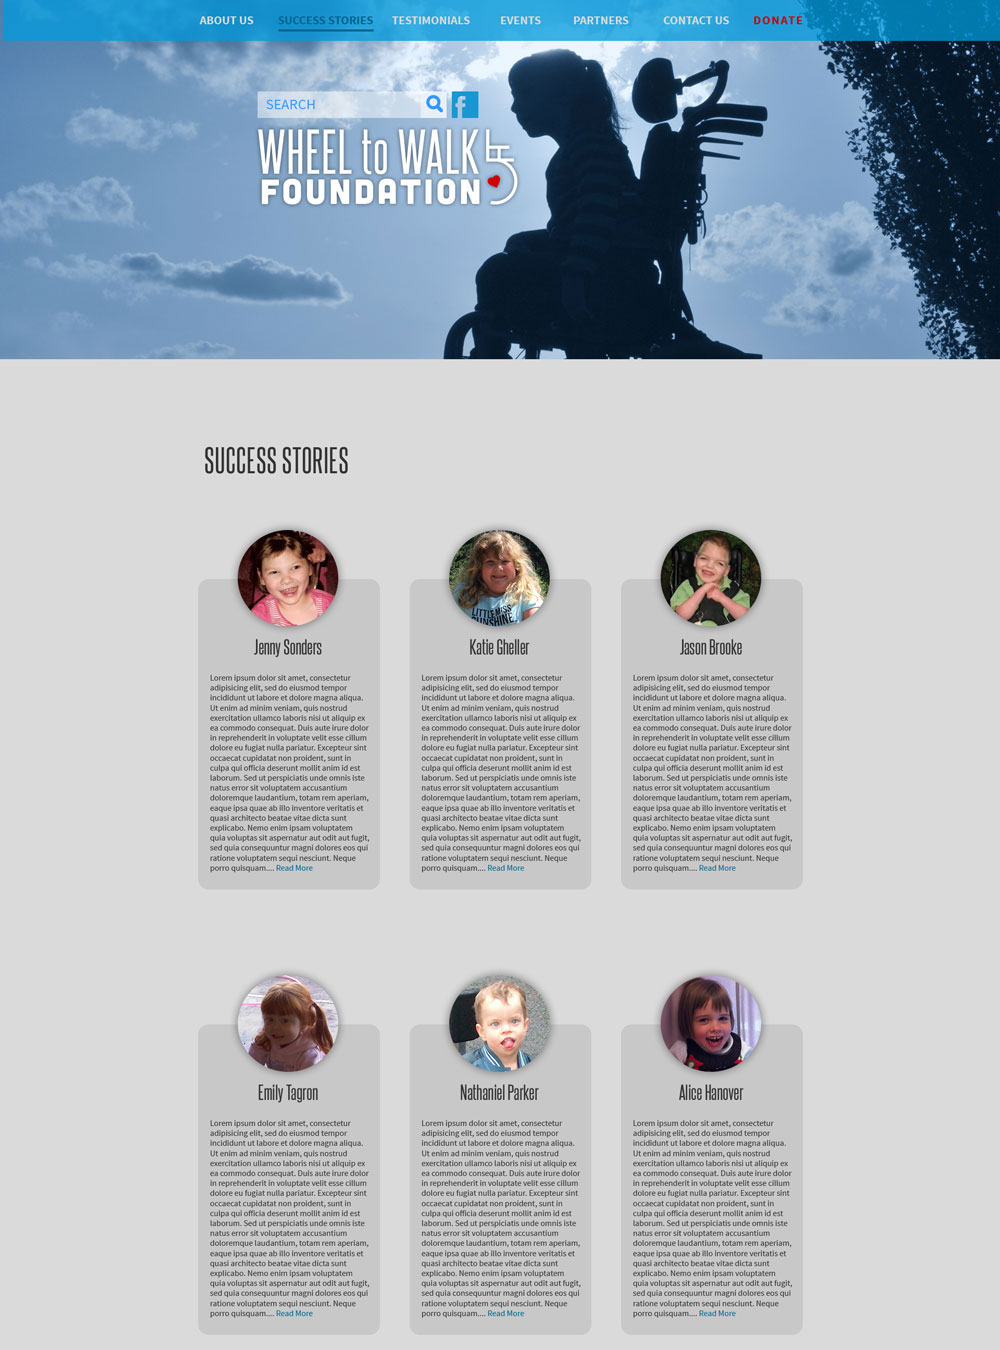 ABOUT US SUCCESS STORIES TESTIMONIALS EVENTS PARTNERS CONTACT US DONATE
SEARCH
f
WHEEL to WALK
FOUNDATION
SUCCESS STORIES
LITTLE MISS
SUNSHINE
Jenny Sonders
Lorem ipsum dolor sit amet, consectetur
adipisicing elit, sed do eiusmod tempor
incididunt ut labore et dolore magna aliqua.
Ut enim ad minim veniam, quis nostrud
exercitation ullamco laboris nisi ut aliquip ex
ea commodo consequat. Duis aute irure dolor
in reprehenderit in voluptate velit esse cillum
dolore eu fugiat nulla pariatur. Excepteur sint
occaecat cupidatat non proident, sunt in
culpa qui officia deserunt mollit anim id est
laborum. Sed ut perspiciatis unde omnis iste
natus error sit voluptatem accusantium
doloremque laudantium, totam rem aperiam,
eaque ipsa quae ab illo inventore veritatis et
quasi architecto beatae vitae dicta sunt
explicabo. Nemo enim ipsam voluptatem
quia voluptas sit aspernatur aut odit aut fugit,
sed quia consequuntur magni dolores eos qui
ratione voluptatem sequi nesciunt. Neque
porro quisquam.... Read More
Katie Gheller
Lorem ipsum dolor sit amet, consectetur
adipisicing elit, sed do eiusmod tempor
incididunt ut labore et dolore magna aliqua.
Ut enim ad minim veniam, quis nostrud
exercitation ullamco laboris nisi ut aliquip ex
ea commodo consequat. Duis aute irure dolor
in reprehenderit in voluptate velit esse cillum
dolore eu fugiat nulla pariatur. Excepteur sint
occaecat cupidatat non proident, sunt in
culpa qui officia deserunt mollit anim id est
laborum. Sed ut perspiciatis unde omnis iste
natus error sit voluptatem accusantium
doloremque laudantium, totam rem aperiam,
eaque ipsa quae ab illo inventore veritatis et
quasi architecto beatae vitae dicta sunt
explicabo. Nemo enim ipsam voluptatem
quia voluptas sit aspernatur aut odit aut fugit,
sed quia consequuntur magni dolores eos qui
ratione voluptatem sequi nesciunt. Neque
porro quisquam.... Read More
Jason Brooke
Lorem ipsum dolor sit amet, consectetur
adipisicing elit, sed do eiusmod tempor
incididunt ut labore et dolore magna aliqua.
Ut enim ad minim veniam, quis nostrud
exercitation ullamco laboris nisi ut aliquip ex
ea commodo consequat. Duis aute irure dolor
in reprehenderit in voluptate velit esse cillum
dolore eu fugiat nulla pariatur. Excepteur sint
occaecat cupidatat non proident, sunt in
culpa qui officia deserunt mollit anim id est
laborum. Sed ut perspiciatis unde omnis iste
natus error sit voluptatem accusantium
doloremque laudantium, totam rem aperiam,
eaque ipsa quae ab illo inventore veritatis et
quasi architecto beatae vitae dicta sunt
explicabo. Nemo enim ipsam voluptatem
quia voluptas sit aspernatur aut odit aut fugit,
sed quia consequuntur magni dolores eos qui
ratione voluptatem sequi nesciunt. Neque
porro quisquam.... Read More
Emily Tagron
Lorem ipsum dolor sit amet, consectetur
adipisicing elit, sed do eiusmod tempor
incididunt ut labore et dolore magna aliqua.
Ut enim ad minim veniam, quis nostrud
exercitation ullamco laboris nisi ut aliquip ex
ea commodo consequat. Duis aute irure dolor
in reprehenderit in voluptate velit esse cillum
dolore eu fugiat nulla pariatur. Excepteur sint
occaecat cupidatat non proident, sunt in
culpa qui officia deserunt mollit anim id est
laborum. Sed ut perspiciatis unde omnis iste
natus error sit voluptatem accusantium
doloremque laudantium, totam rem aperiam,
eaque ipsa quae ab illo inventore veritatis et
quasi architecto beatae vitae dicta sunt
explicabo. Nemo enim ipsam voluptatem
quia voluptas sit aspernatur aut odit aut fugit,
sed quia consequuntur magni dolores eos qui
ratione voluptatem sequi nesciunt. Neque
porro quisquam.... Read More
Nathaniel Parker
Lorem ipsum dolor sit amet, consectetur
adipisicing elit, sed do eiusmod tempor
incididunt ut labore et dolore magna aliqua.
Ut enim ad minim veniam, quis nostrud
exercitation ullamco laboris nisi ut aliquip ex
ea commodo consequat. Duis aute irure dolor
in reprehenderit in voluptate velit esse cillum
dolore eu fugiat nulla pariatur. Excepteur sint
occaecat cupidatat non proident, sunt in
culpa qui officia deserunt mollit anim id est
laborum. Sed ut perspiciatis unde omnis iste
natus error sit voluptatem accusantium
doloremque laudantium, totam rem aperiam,
eaque ipsa quae ab illo inventore veritatis et
quasi architecto beatae vitae dicta sunt
explicabo. Nemo enim ipsam voluptatem
quia voluptas sit aspernatur aut odit aut fugit,
sed quia consequuntur magni dolores eos qui
ratione voluptatem sequi nesciunt. Neque
porro quisquam.... Read More
Alice Hanover
Lorem ipsum dolor sit amet, consectetur
adipisicing elit, sed do eiusmod tempor
incididunt ut labore et dolore magna aliqua.
Ut enim ad minim veniam, quis nostrud
exercitation ullamco laboris nisi ut aliquip ex
ea commodo consequat. Duis aute irure dolor
in reprehenderit in voluptate velit esse cillum
dolore eu fugiat nulla pariatur. Excepteur sint
occaecat cupidatat non proident, sunt in
culpa qui officia deserunt mollit anim id est
laborum. Sed ut perspiciatis unde omnis iste
natus error sit voluptatem accusantium
doloremque laudantium, totam rem aperiam,
eaque ipsa quae ab illo inventore veritatis et
quasi architecto beatae vitae dicta sunt
explicabo. Nemo enim ipsam voluptatem
quia voluptas sit aspernatur aut odit aut fugit,
sed quia consequuntur magni dolores eos qui
ratione voluptatem sequi nesciunt. Neque
porro quisquam.... Read More